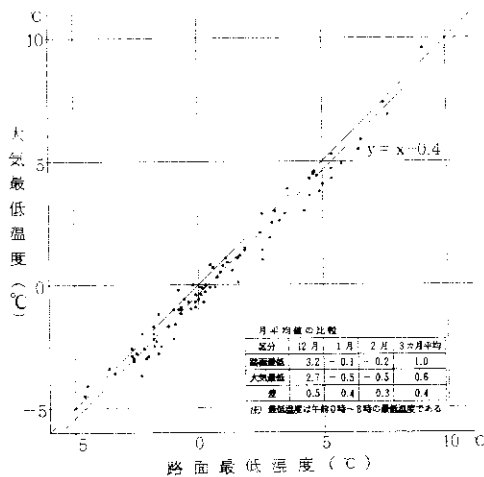 ℃
10
5
0
-5
大気最低温度(℃)
y = x-0.4
月平均値の比較
区分 12月 1月 2月 3カ月平均
路面最低 3.2 -0.1 -0.2 1.0
大気最低 2.7 -0.5 -0.5 0.6
差 0.5 0.4 0.3 0.4
注) 最低温度は午前0時~8時の最低温度である
-5 0 5 10 ℃
路面最低温度(℃)